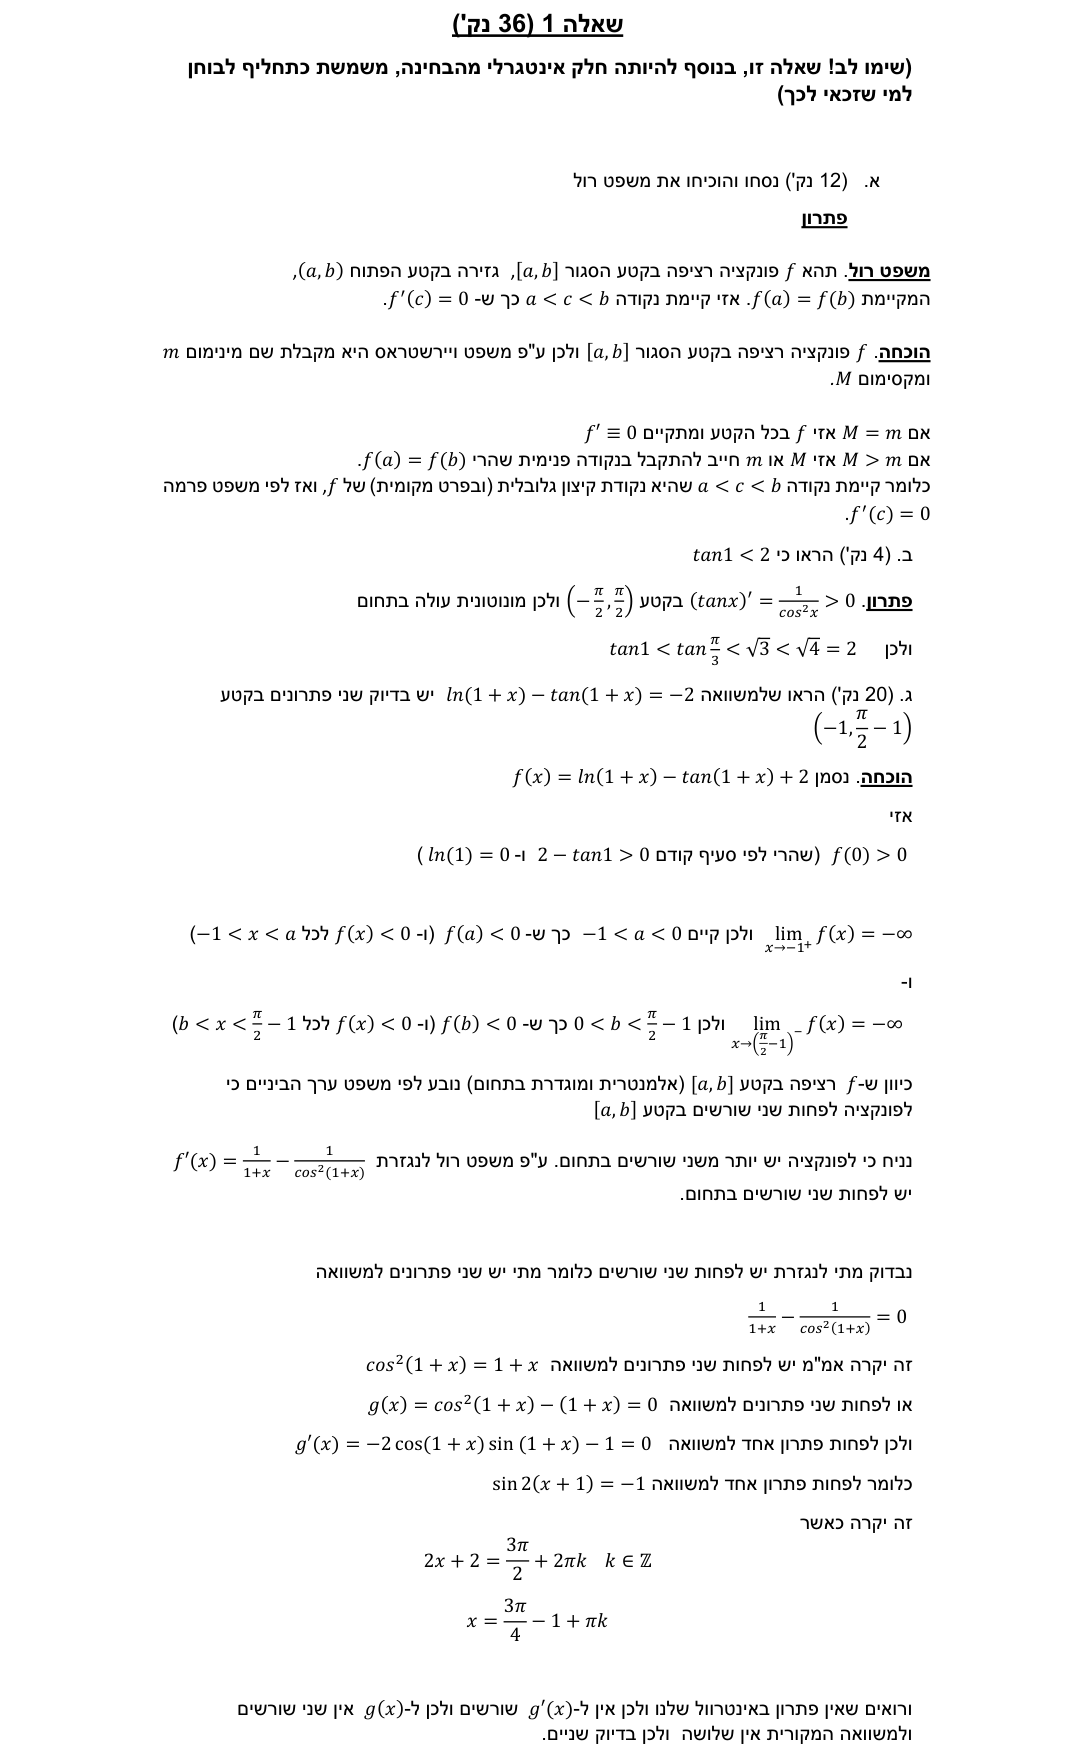 שאלה 1 (36 נק')
(שימו לב! שאלה זו, בנוסף להיותה חלק אינטגרלי מהבחינה, משמשת כתחליף לבוחן
למי שזכאי לכך)
א. (12 נק') נסחו והוכיחו את משפט רול
פתרון
משפט רול. תהא f פונקציה רציפה בקטע הסגור [a,b], גזירה בקטע הפתוח (a,b),
המקיימת f(a) = f(b). אזי קיימת נקודה a < c < b כך ש- f'(c) = 0.
הוכחה. f פונקציה רציפה בקטע הסגור [a,b] ולכן ע"פ משפט ויירשטראס היא מקבלת שם מינימום m
ומקסימום M.
אם M = m אזי f בכל הקטע ומתקיים f' ≡ 0
אם M > m אזי M או m חייב להתקבל בנקודה פנימית שהרי f(a) = f(b).
כלומר קיימת נקודה a < c < b שהיא נקודת קיצון גלובלית (ובפרט מקומית) של f, ואז לפי משפט פרמה
f'(c) = 0.
ב. (4 נק') הראו כי tan1 < 2
פתרון. (tanx)' = 1/cos²x > 0 בקטע (−π/2, π/2) ולכן מונוטונית עולה בתחום
ולכן tan1 < tan π/3 < √3 < √4 = 2
ג. (20 נק') הראו שלמשוואה ln(1 + x) − tan(1 + x) = −2 יש בדיוק שני פתרונים בקטע
(−1, π/2 − 1)
הוכחה. נסמן f(x) = ln(1 + x) − tan(1 + x) + 2
אזי
f(0) > 0 (שהרי לפי סעיף קודם 2 − tan1 > 0 ו- ln(1) = 0 )
lim x→−1⁺ f(x) = −∞ ולכן קיים −1 < a < 0 כך ש- f(a) < 0 (ו- f(x) < 0 לכל −1 < x < a)
ו-
lim x→(π/2−1)⁻ f(x) = −∞ ולכן 0 < b < π/2 − 1 כך ש- f(b) < 0 (ו- f(x) < 0 לכל b < x < π/2 − 1)
כיוון ש-f רציפה בקטע [a,b] (אלמנטרית ומוגדרת בתחום) נובע לפי משפט ערך הביניים כי
לפונקציה לפחות שני שורשים בקטע [a,b]
נניח כי לפונקציה יש יותר משני שורשים בתחום. ע"פ משפט רול לנגזרת f'(x) = 1/(1+x) − 1/cos²(1+x)
יש לפחות שני שורשים בתחום.
נבדוק מתי לנגזרת יש לפחות שני שורשים כלומר מתי יש שני פתרונים למשוואה
1/(1+x) − 1/cos²(1+x) = 0
זה יקרה אמ"מ יש לפחות שני פתרונים למשוואה cos²(1 + x) = 1 + x
או לפחות שני פתרונים למשוואה g(x) = cos²(1 + x) − (1 + x) = 0
ולכן לפחות פתרון אחד למשוואה g'(x) = −2 cos(1 + x) sin (1 + x) − 1 = 0
כלומר לפחות פתרון אחד למשוואה sin 2(x + 1) = −1
זה יקרה כאשר
2x + 2 = 3π/2 + 2πk k ∈ ℤ
x = 3π/4 − 1 + πk
ורואים שאין פתרון באינטרוול שלנו ולכן אין ל-g'(x) שורשים ולכן ל-g(x) אין שני שורשים
ולמשוואה המקורית אין שלושה ולכן בדיוק שניים.